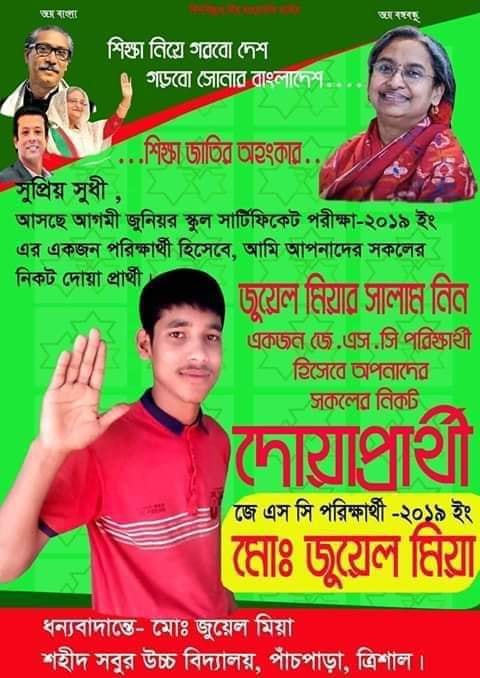 জয় বাংলা
জয় বঙ্গবন্ধু
শিক্ষা নিয়ে গরবো দেশ
গড়বো সোনার বাংলাদেশ....
...শিক্ষা জাতির অহংকার..
সুপ্রিয় সুধী ,
আসছে আগমী জুনিয়র স্কুল সার্টিফিকেট পরীক্ষা-২০১৯ ইং
এর একজন পরিক্ষার্থী হিসেবে, আমি আপনাদের সকলের
নিকট দোয়া প্রার্থী।
জুয়েল মিয়ার সালাম নিন
একজন জে.এস.সি পরিক্ষার্থী
হিসেবে অপনাদের
সকলের নিকট
দোয়াপ্রার্থী
জে এস সি পরিক্ষার্থী -২০১৯ ইং
মোঃ জুয়েল মিয়া
ধন্যবাদান্তে- মোঃ জুয়েল মিয়া
শহীদ সবুর উচ্চ বিদ্যালয়, পাঁচপাড়া, ত্রিশাল।